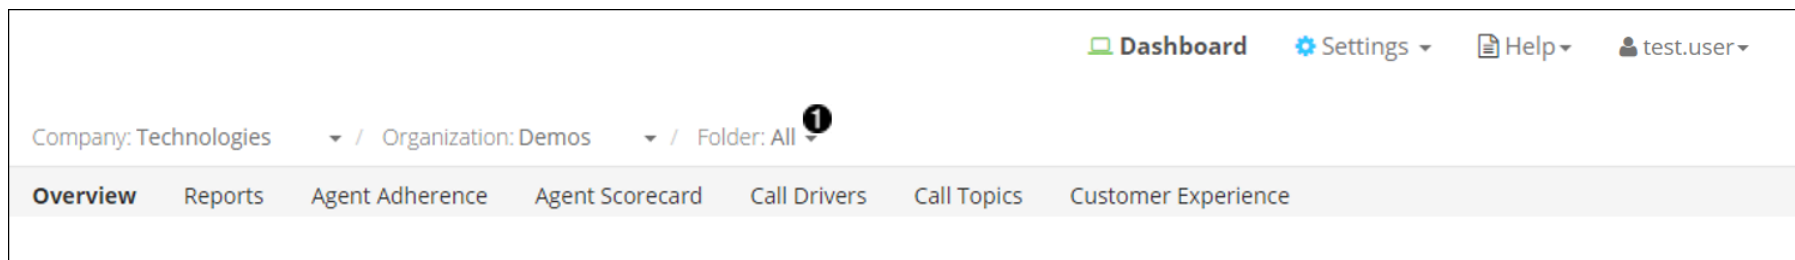 Dashboard Settings Help test.user
1
Company: Technologies / Organization: Demos / Folder: All
Overview Reports Agent Adherence Agent Scorecard Call Drivers Call Topics Customer Experience